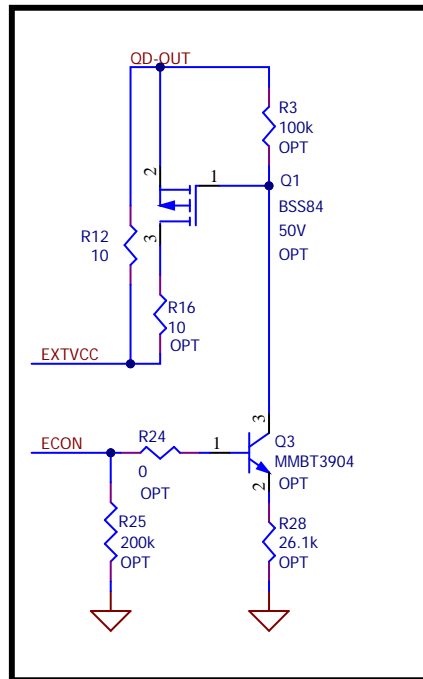 QD-OUT
R3
100k
OPT
2
1
Q1
BSS84
50V
OPT
3
R12
10
R16
10
OPT
EXTVCC
ECON
R24
0
OPT
1
3
Q3
MMBT3904
OPT
2
R25
200k
OPT
R28
26.1k
OPT